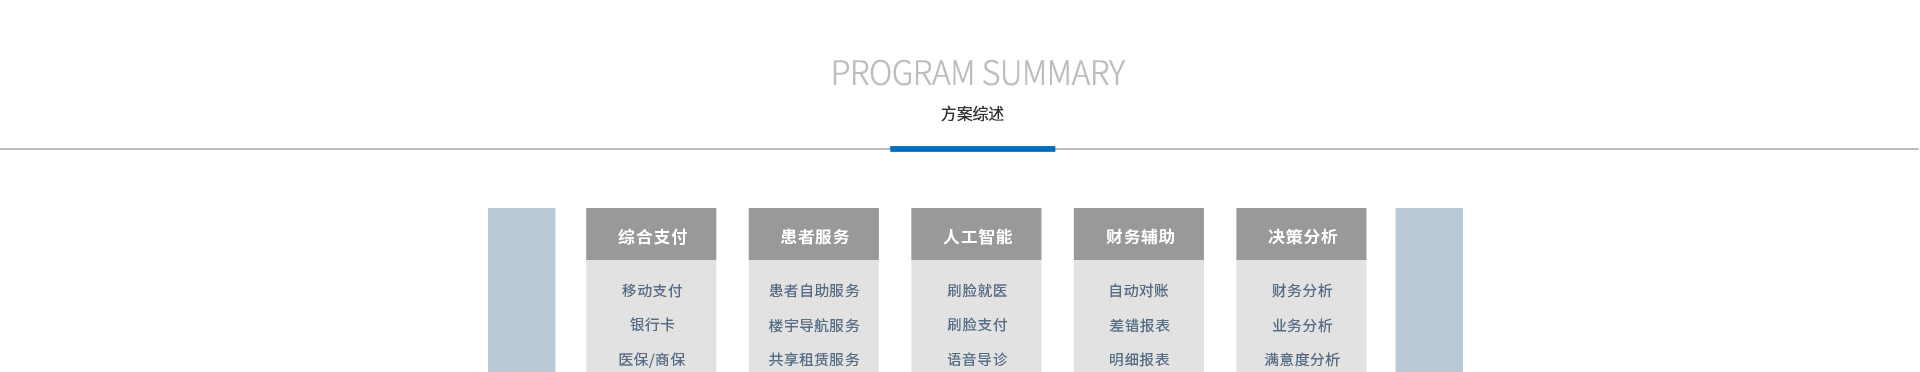 PROGRAM SUMMARY
方案综述
综合支付 患者服务 人工智能 财务辅助 决策分析
移动支付 患者自助服务 刷脸就医 自动对账 财务分析
银行卡 楼宇导航服务 刷脸支付 差错报表 业务分析
医保/商保 共享租赁服务 语音导诊 明细报表 满意度分析